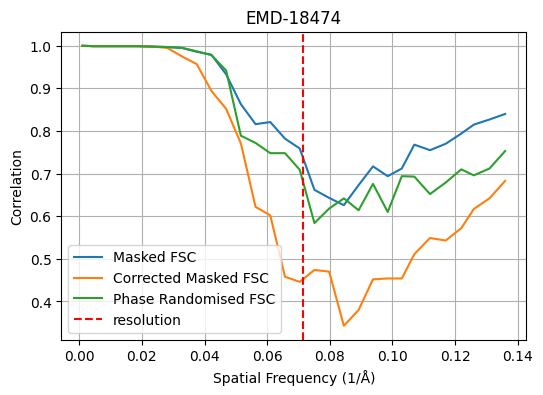 EMD-18474
1.0
0.9
0.8
0.7
0.6
0.5
0.4
Correlation
Masked FSC
Corrected Masked FSC
Phase Randomised FSC
resolution
0.00 0.02 0.04 0.06 0.08 0.10 0.12 0.14
Spatial Frequency (1/Å)